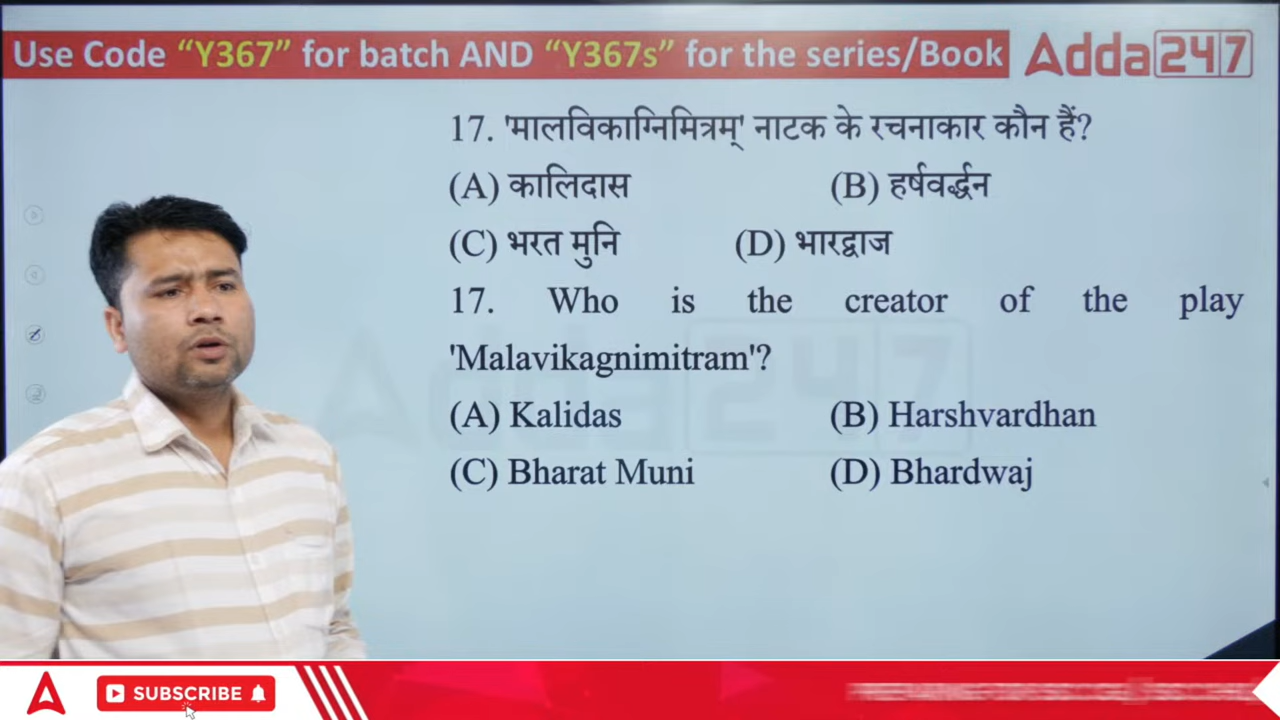 Use Code “Y367” for batch AND “Y367s” for the series/Book
Adda247
17. 'मालविकाग्निमित्रम्' नाटक के रचनाकार कौन हैं?
(A) कालिदास (B) हर्षवर्द्धन
(C) भरत मुनि (D) भारद्वाज
17. Who is the creator of the play
'Malavikagnimitram'?
(A) Kalidas (B) Harshvardhan
(C) Bharat Muni (D) Bhardwaj
Adda247
SUBSCRIBE